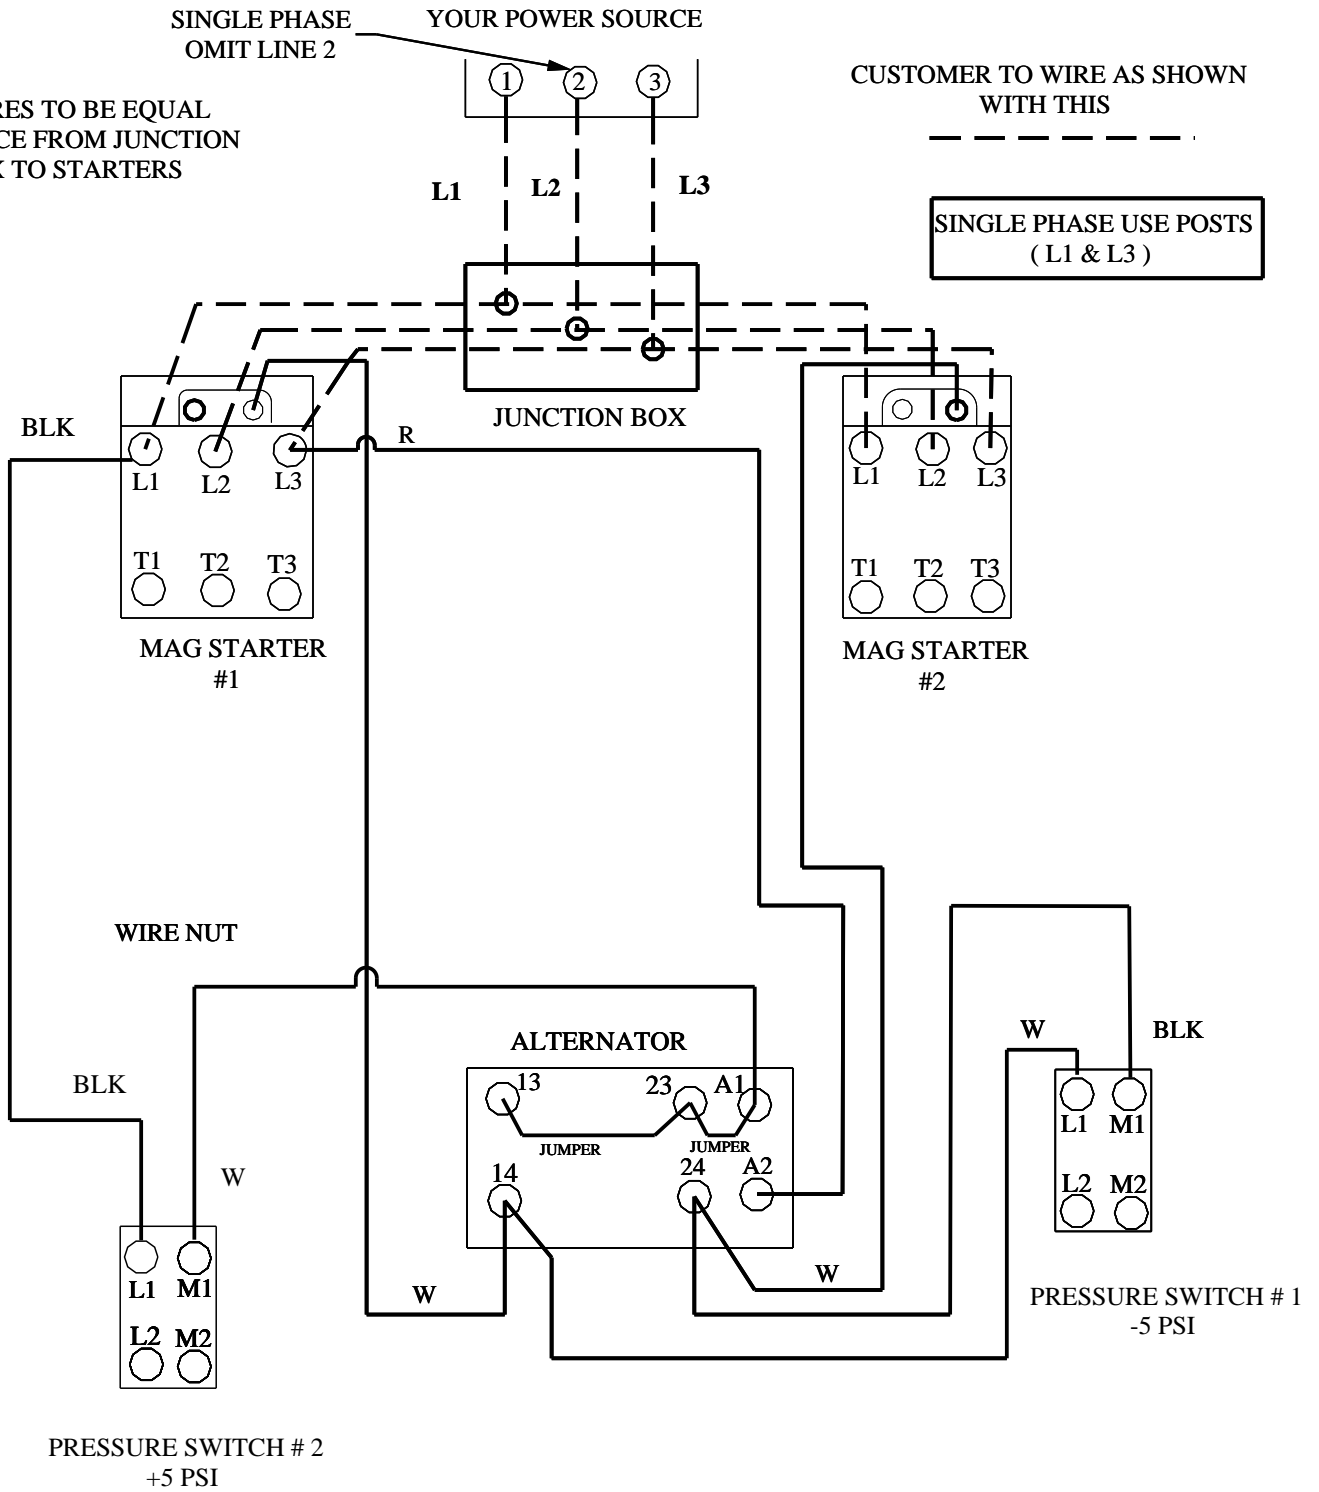 SINGLE PHASE
OMIT LINE 2
YOUR POWER SOURCE
1
2
3
CUSTOMER TO WIRE AS SHOWN
WITH THIS
RES TO BE EQUAL
CE FROM JUNCTION
TO STARTERS
L1
L2
L3
SINGLE PHASE USE POSTS
( L1 & L3 )
JUNCTION BOX
BLK
R
L1
L2
L3
L1
L2
L3
T1
T2
T3
T1
T2
T3
MAG STARTER
#1
MAG STARTER
#2
WIRE NUT
ALTERNATOR
W
BLK
BLK
13
23
A1
JUMPER
JUMPER
L1
M1
14
24
A2
W
L2
M2
L1
M1
W
W
L2
M2
PRESSURE SWITCH # 1
-5 PSI
PRESSURE SWITCH # 2
+5 PSI